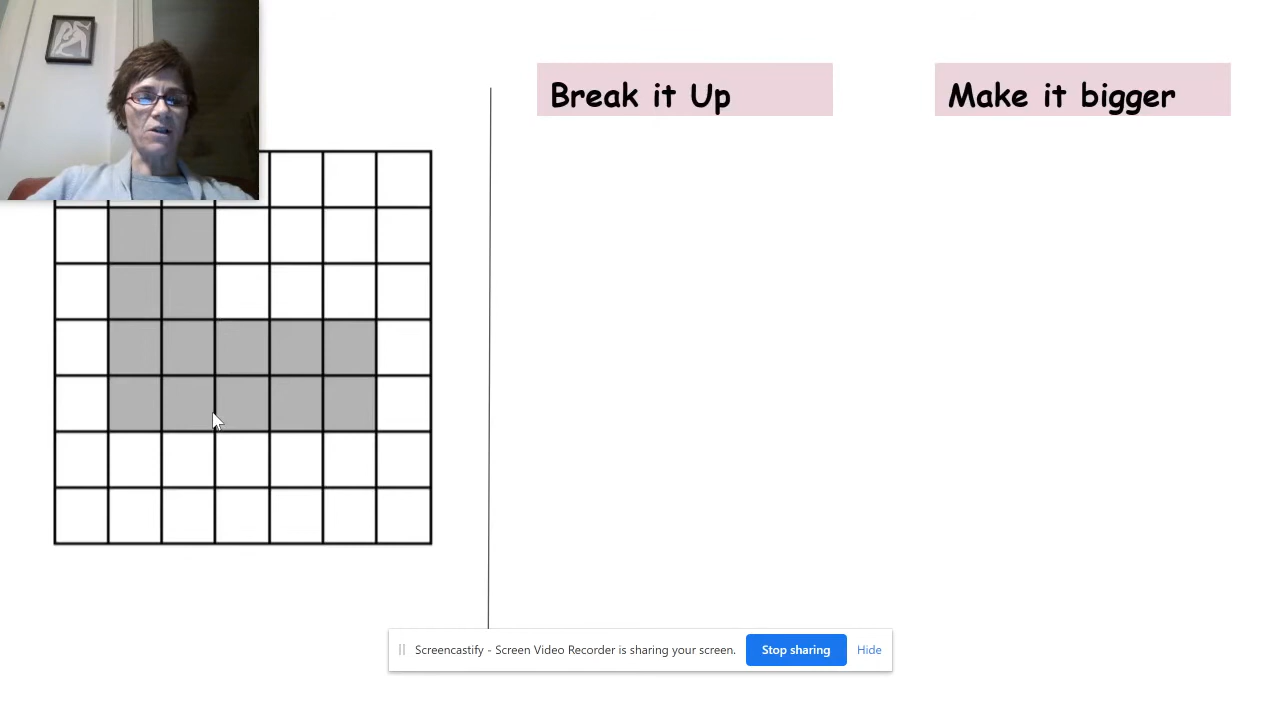 Break it Up
Make it bigger
Screencastify - Screen Video Recorder is sharing your screen.
Stop sharing
Hide